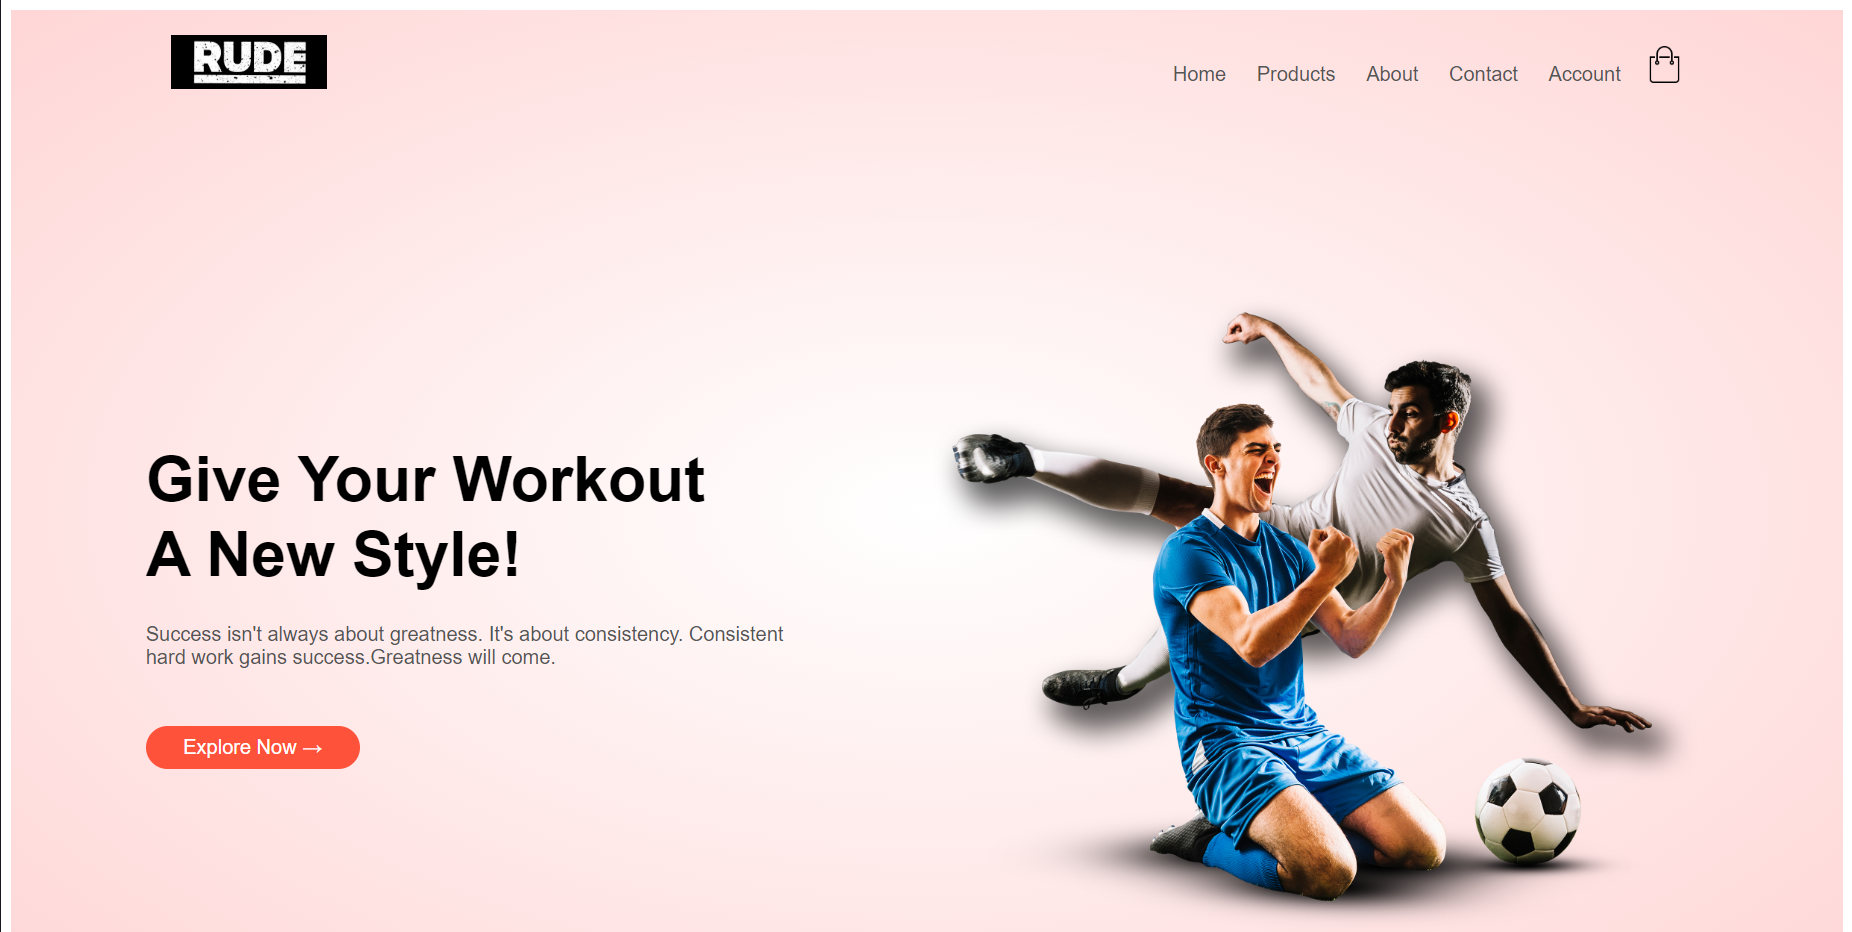 RUDE
Home Products About Contact Account
Give Your Workout
A New Style!
Success isn't always about greatness. It's about consistency. Consistent
hard work gains success.Greatness will come.
Explore Now →